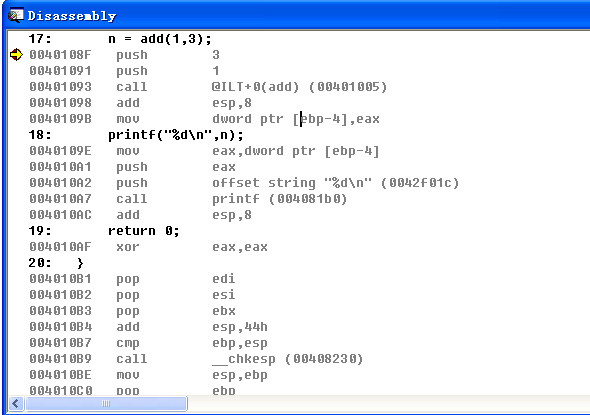 Disassembly
17: n = add(1,3);
0040108F push 3
00401091 push 1
00401093 call @ILT+0(add) (00401005)
00401098 add esp,8
0040109B mov dword ptr [ebp-4],eax
18: printf("%d\n",n);
0040109E mov eax,dword ptr [ebp-4]
004010A1 push eax
004010A2 push offset string "%d\n" (0042f01c)
004010A7 call printf (004081b0)
004010AC add esp,8
19: return 0;
004010AF xor eax,eax
20: }
004010B1 pop edi
004010B2 pop esi
004010B3 pop ebx
004010B4 add esp,44h
004010B7 cmp ebp,esp
004010B9 call __chkesp (00408230)
004010BE mov esp,ebp
004010C0 pop ebp